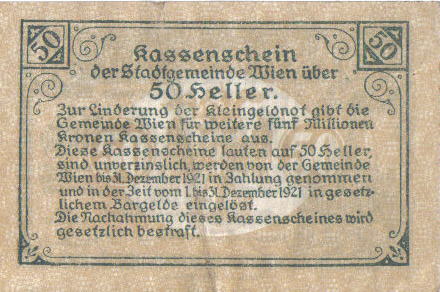 50 50
Kassenschein
der Stadtgemeinde Wien über
50 Heller.
Zur Linderung der Kleingeldnot gibt die
Gemeinde Wien für weitere fünf Millionen
Kronen Kassenscheine aus.
Diese Kassenscheine lauten auf 50 Heller,
sind unverzinslich, werden von der Gemeinde
Wien bis 31. Dezember 1921 in Zahlung genommen
und in der Zeit vom 1. bis 31. Dezember 1921 in gesetz-
lichem Bargelde eingelöst.
Die Nachahmung dieses Kassenscheines wird
gesetzlich bestraft.